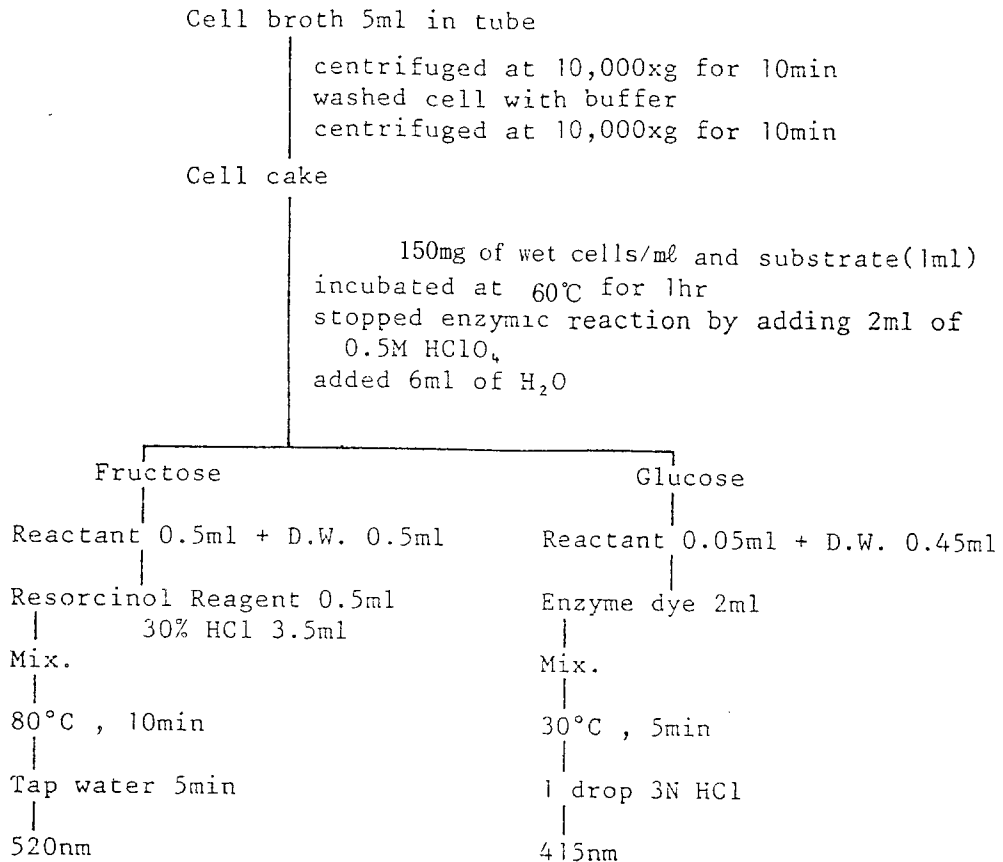 Cell broth 5ml in tube
centrifuged at 10,000xg for 10min
washed cell with buffer
centrifuged at 10,000xg for 10min
Cell cake
150mg of wet cells/mℓ and substrate(1ml)
incubated at 60℃ for 1hr
stopped enzymic reaction by adding 2ml of
0.5M HClO₄
added 6ml of H₂O
Fructose
Reactant 0.5ml + D.W. 0.5ml
Resorcinol Reagent 0.5ml
30% HCl 3.5ml
Mix.
80°C , 10min
Tap water 5min
520nm
Glucose
Reactant 0.05ml + D.W. 0.45ml
Enzyme dye 2ml
Mix.
30°C , 5min
1 drop 3N HCl
415nm